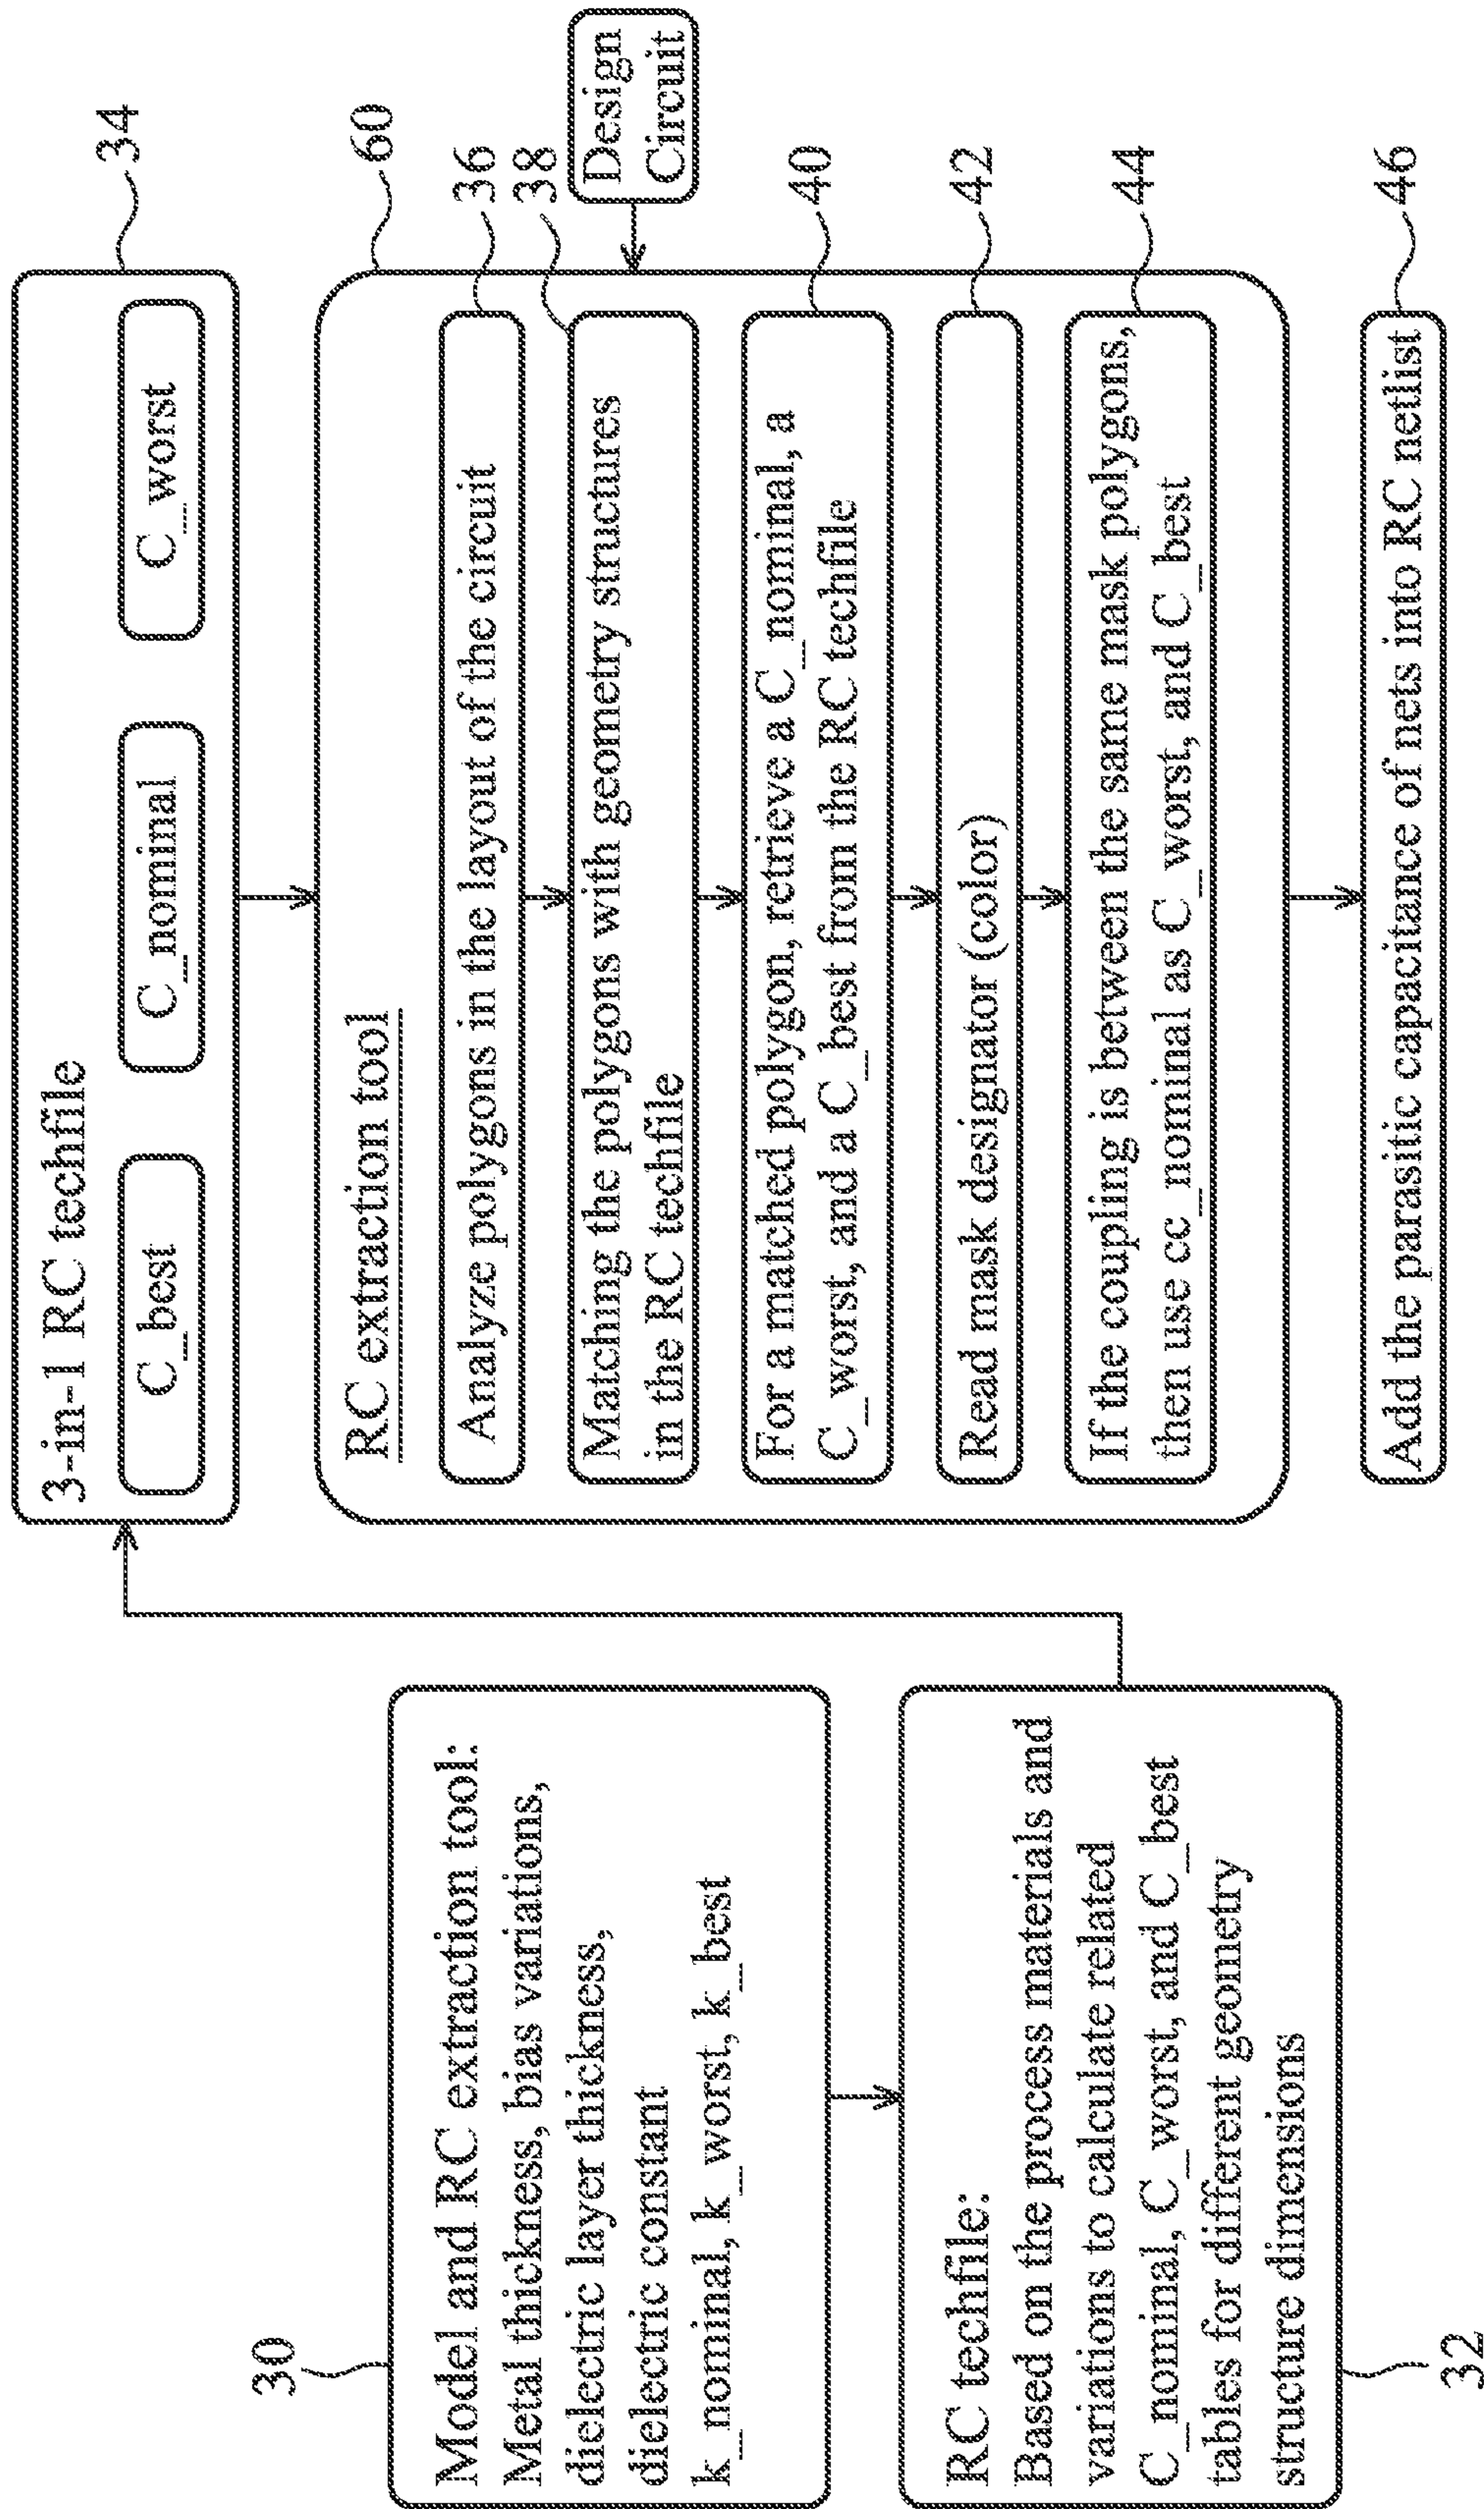 30
Model and RC extraction tool:
Metal thickness, bias variations,
dielectric layer thickness,
dielectric constant
k_nominal, k_worst, k_best
RC techfile:
Based on the process materials and
variations to calculate related
C_nominal, C_worst, and C_best
tables for different geometry
structure dimensions
32
3-in-1 RC techfile
34
C_best
C_nominal
C_worst
60
RC extraction tool
36
Analyze polygons in the layout of the circuit
38
Matching the polygons with geometry structures
in the RC techfile
Design
Circuit
40
For a matched polygon, retrieve a C_nominal, a
C_worst, and a C_best from the RC techfile
42
Read mask designator (color)
44
If the coupling is between the same mask polygons,
then use cc_nominal as C_worst, and C_best
46
Add the parasitic capacitance of nets into RC netlist